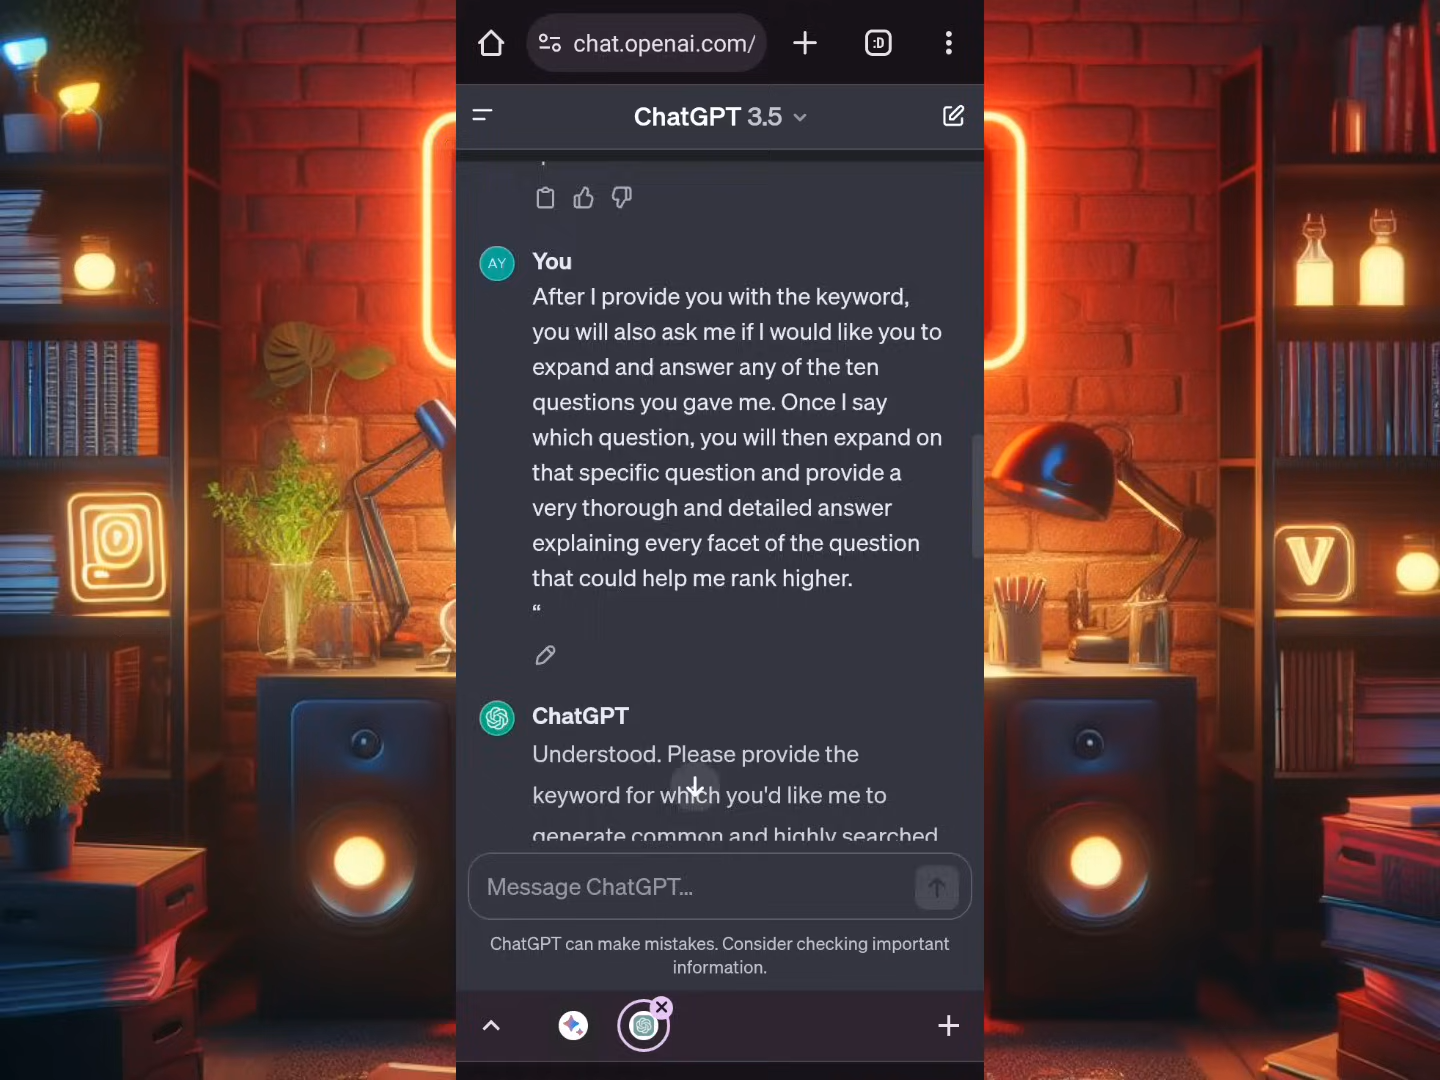 chat.openai.com/
:D
ChatGPT 3.5
AY
You
After I provide you with the keyword,
you will also ask me if I would like you to
expand and answer any of the ten
questions you gave me. Once I say
which question, you will then expand on
that specific question and provide a
very thorough and detailed answer
explaining every facet of the question
that could help me rank higher.
“
ChatGPT
Understood. Please provide the
keyword for which you'd like me to
generate common and highly searched
Message ChatGPT...
ChatGPT can make mistakes. Consider checking important
information.
V